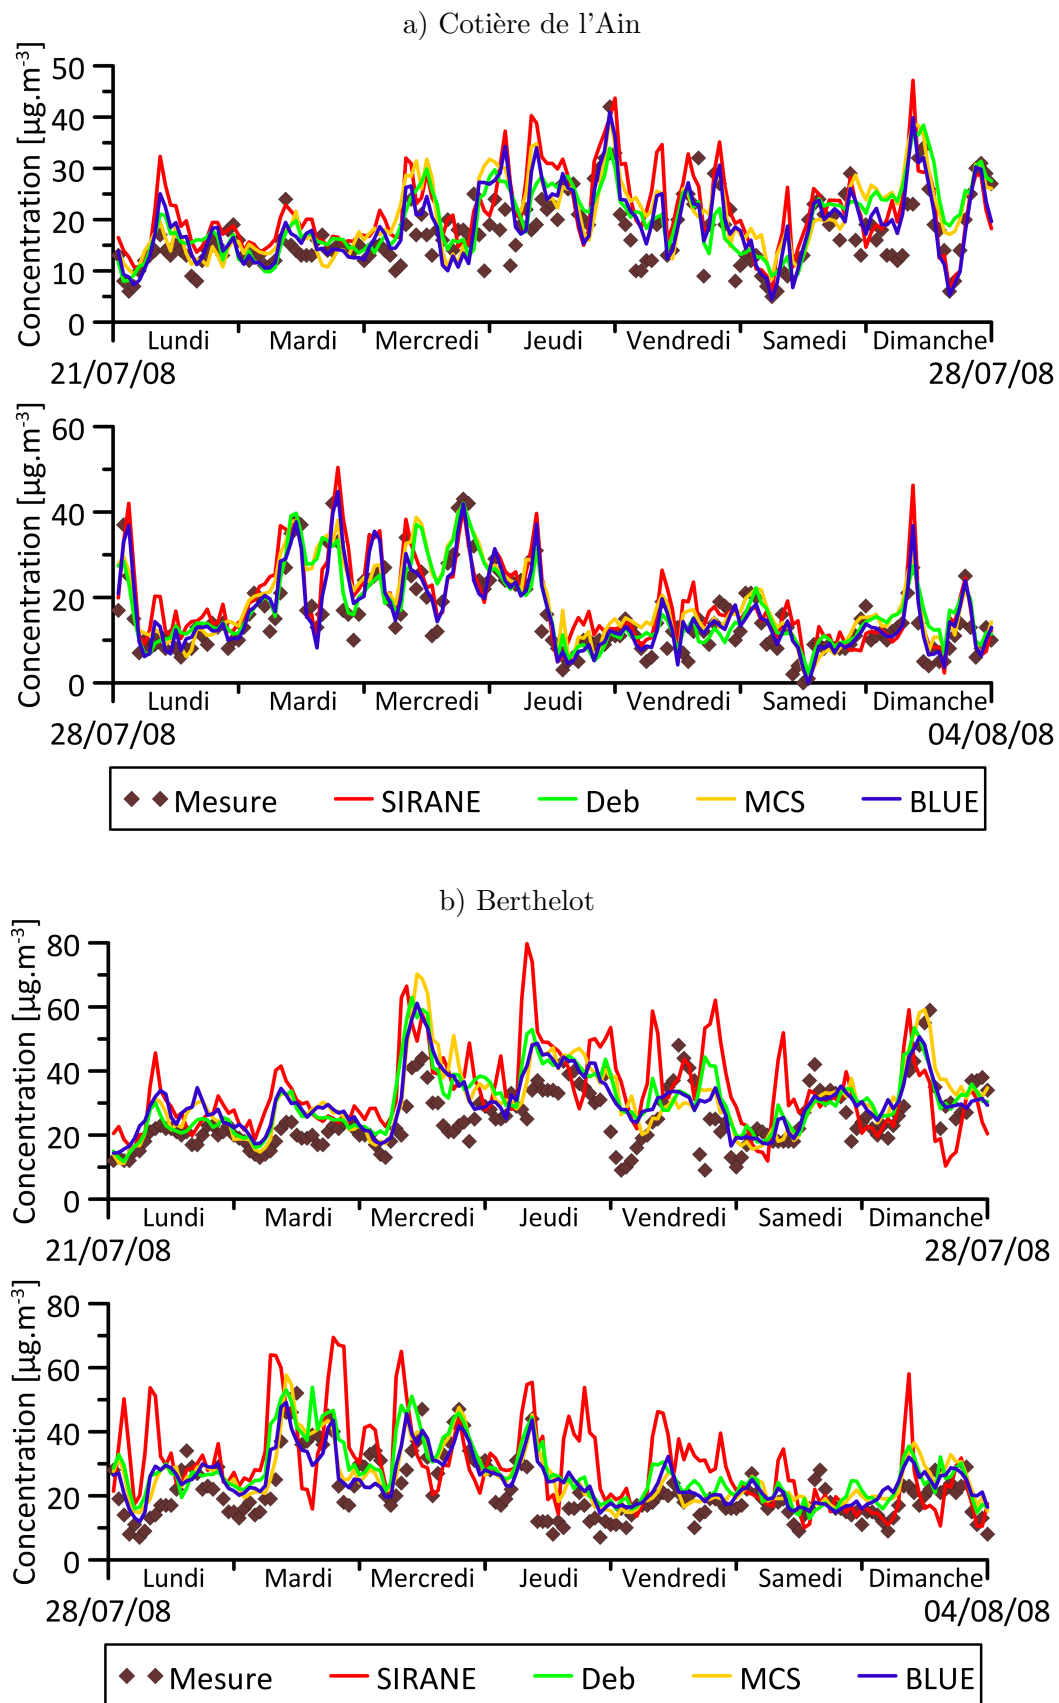 a) Cotière de l'Ain
Concentration [µg.m⁻³]
50
40
30
20
10
0
Lundi Mardi Mercredi Jeudi Vendredi Samedi Dimanche
21/07/08 28/07/08
Concentration [µg.m⁻³]
60
40
20
0
Lundi Mardi Mercredi Jeudi Vendredi Samedi Dimanche
28/07/08 04/08/08
Mesure SIRANE Deb MCS BLUE
b) Berthelot
Concentration [µg.m⁻³]
80
60
40
20
0
Lundi Mardi Mercredi Jeudi Vendredi Samedi Dimanche
21/07/08 28/07/08
Concentration [µg.m⁻³]
80
60
40
20
0
Lundi Mardi Mercredi Jeudi Vendredi Samedi Dimanche
28/07/08 04/08/08
Mesure SIRANE Deb MCS BLUE